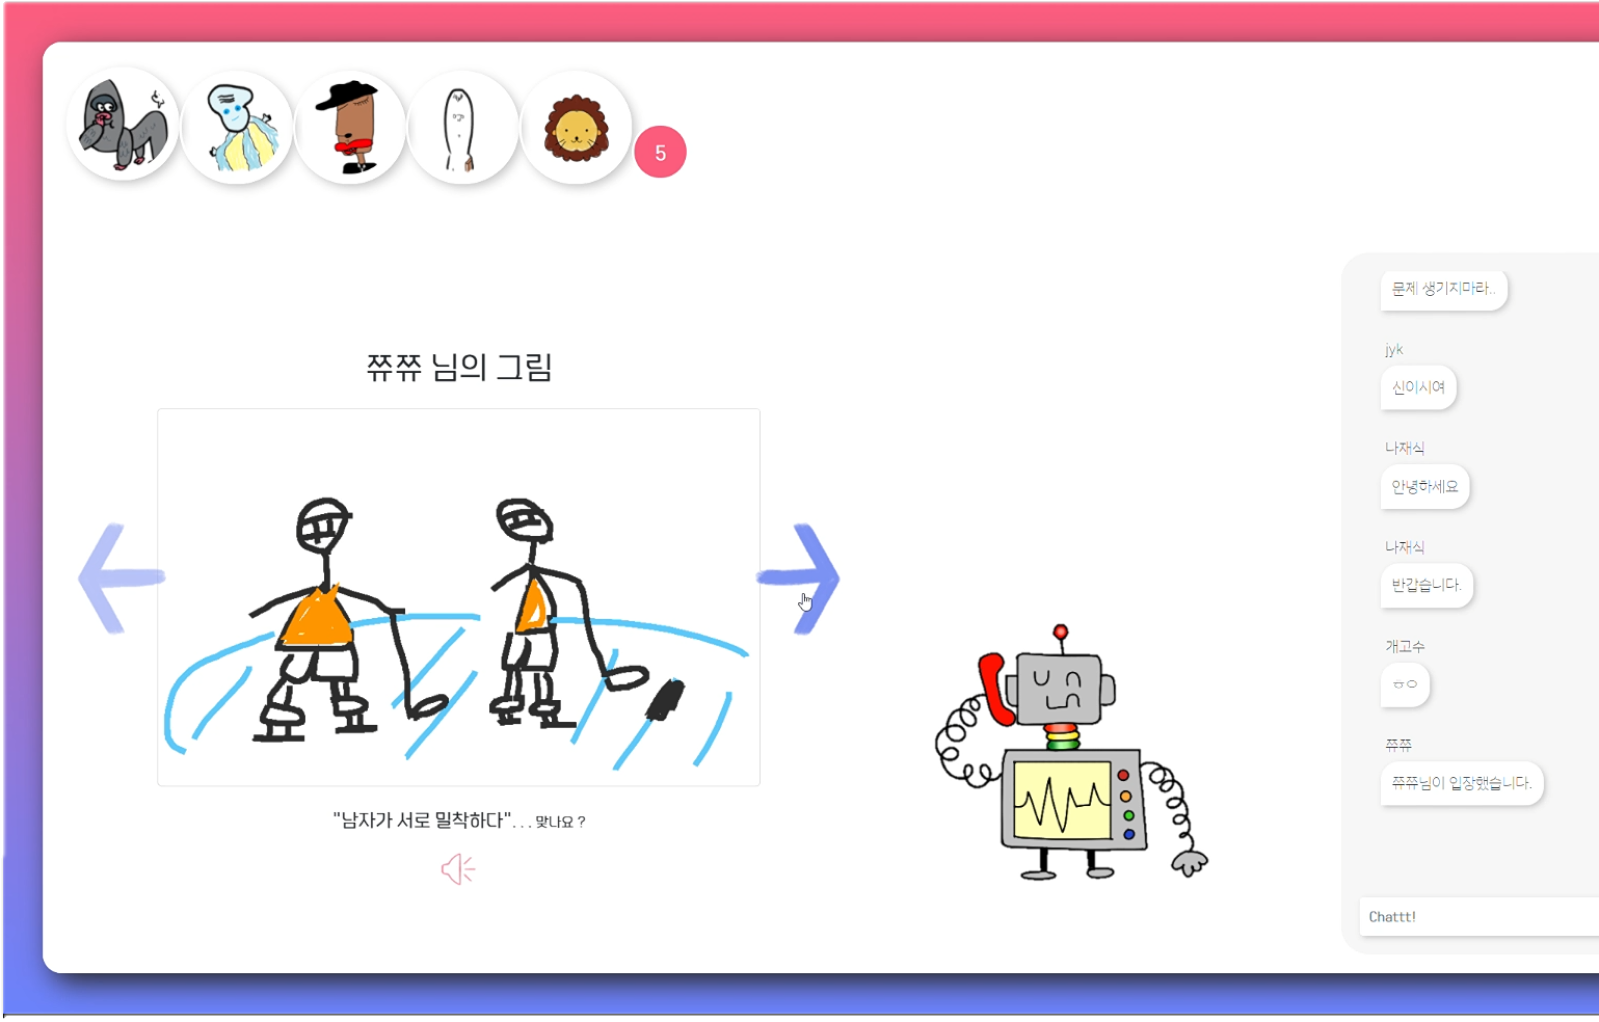 5
쮸쮸 님의 그림
"남자가 서로 밀착하다"... 맞나요 ?
문제 생기지마라..
jyk
신이시여
나재식
안녕하세요
나재식
반갑습니다.
개고수
ㅎㅇ
쮸쮸
쮸쮸님이 입장했습니다.
Chattt!